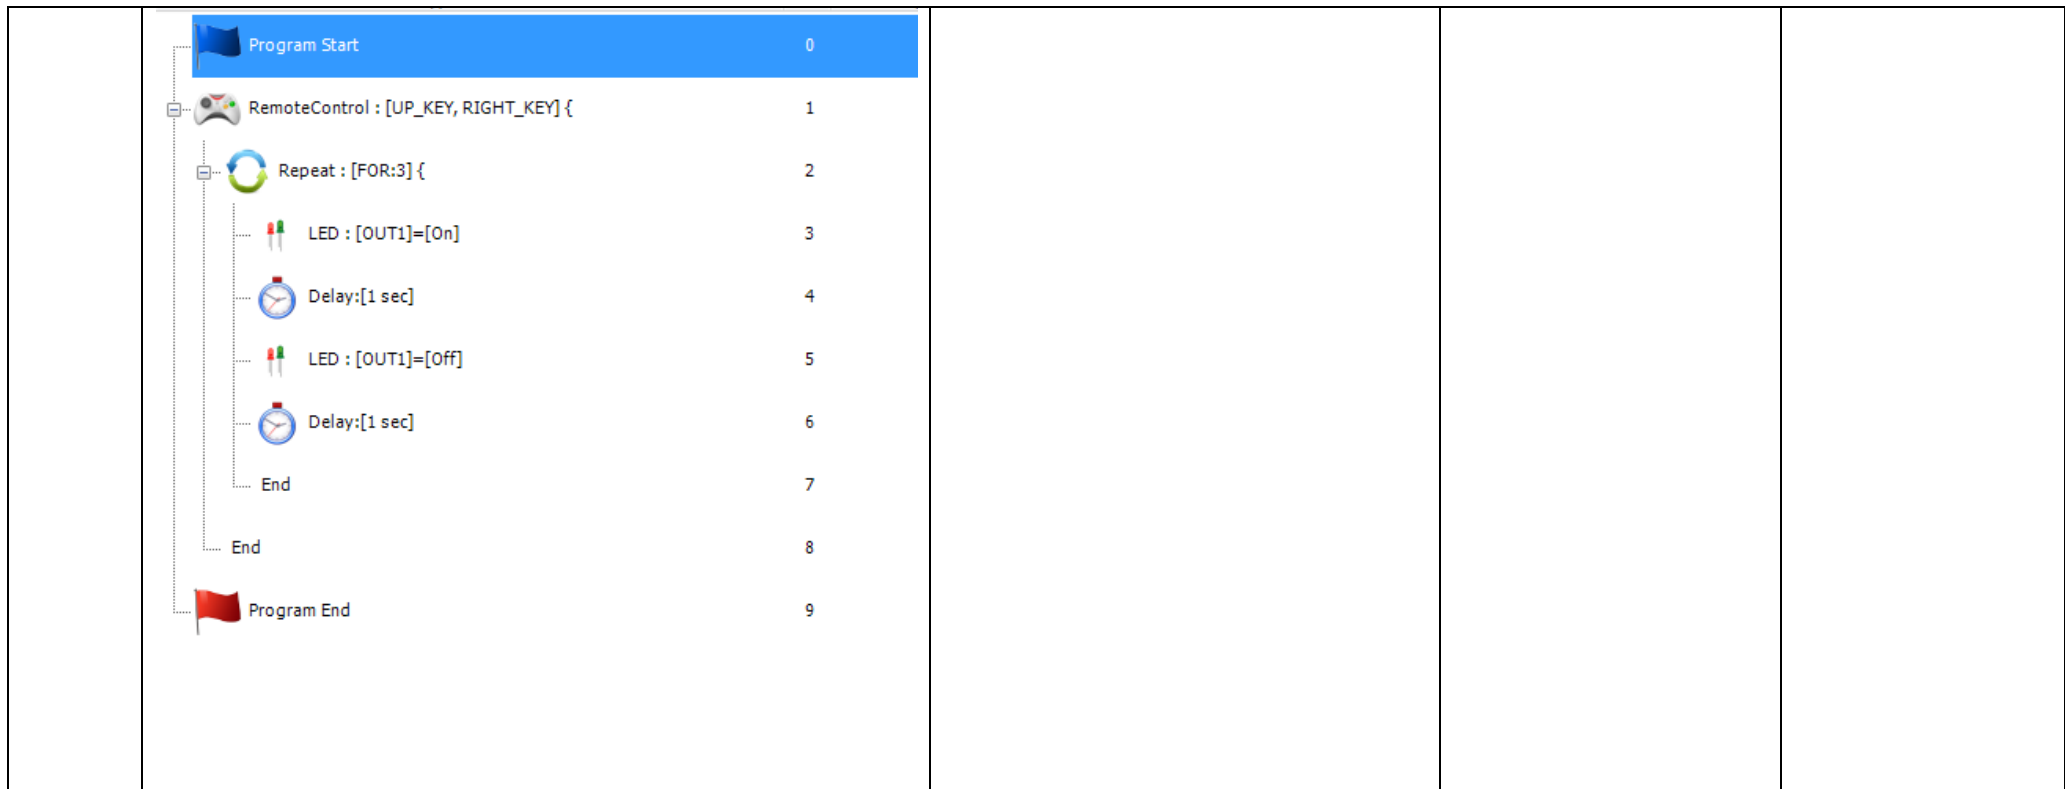 Program Start 0
RemoteControl : [UP_KEY, RIGHT_KEY] { 1
Repeat : [FOR:3] { 2
LED : [OUT1]=[On] 3
Delay:[1 sec] 4
LED : [OUT1]=[Off] 5
Delay:[1 sec] 6
End 7
End 8
Program End 9